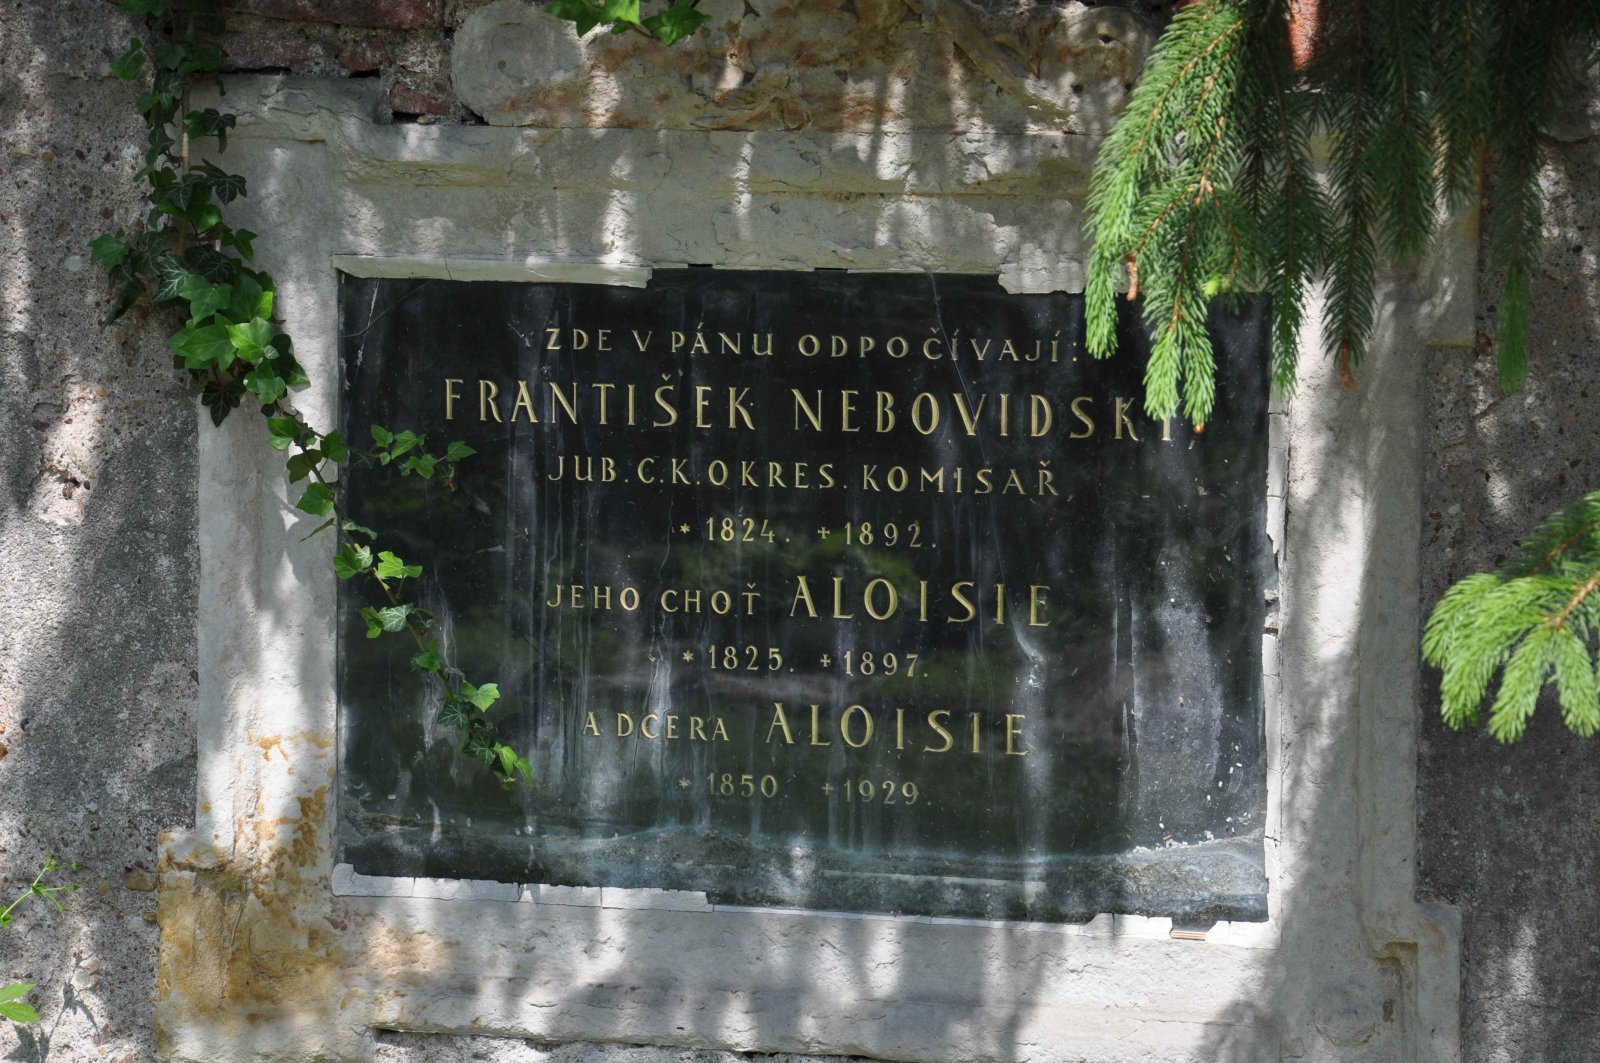 ZDE V PÁNU ODPOČÍVAJÍ:
FRANTIŠEK NEBOVIDSKÝ
JUB. C. K. OKRES. KOMISAŘ
* 1824. + 1892.
JEHO CHOŤ ALOISIE
* 1825. + 1897.
A DCERA ALOISIE
* 1850. + 1929.